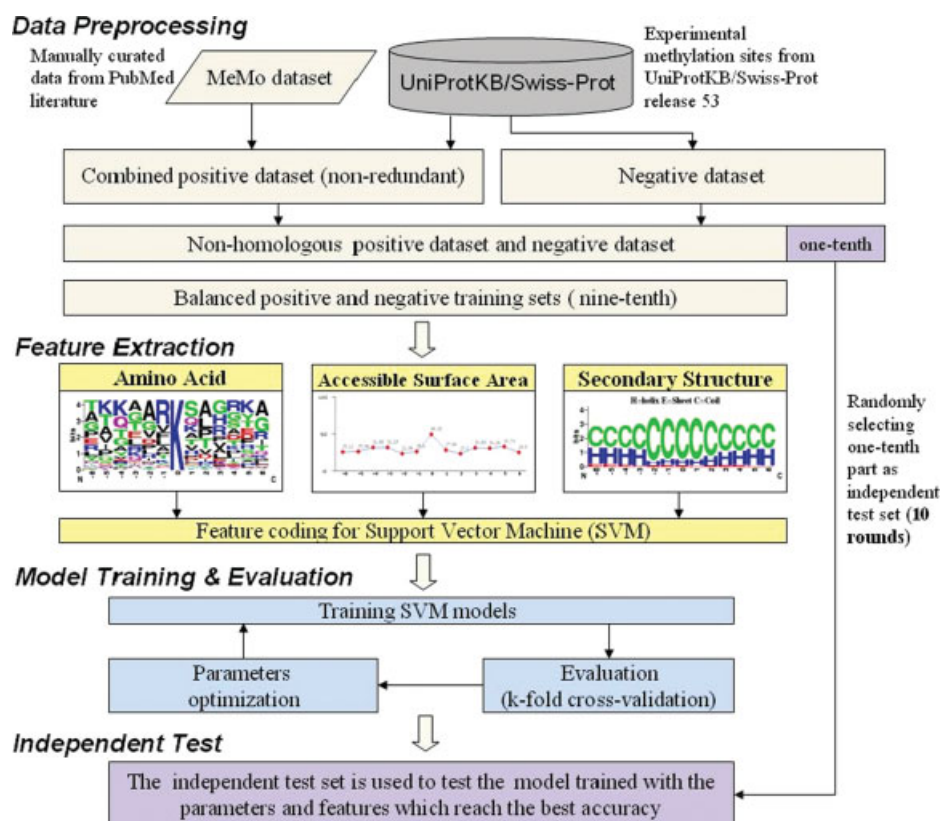 Data Preprocessing
Manually curated
data from PubMed
literature
MeMo dataset
UniProtKB/Swiss-Prot
Experimental
methylation sites from
UniProtKB/Swiss-Prot
release 53
Combined positive dataset (non-redundant)
Negative dataset
Non-homologous positive dataset and negative dataset
one-tenth
Balanced positive and negative training sets ( nine-tenth)
Feature Extraction
Amino Acid
Accessible Surface Area
Secondary Structure
H=helix E=Sheet C=Coil
bits
N
C
bits
N
C
Randomly
selecting
one-tenth
part as
independent
test set (10
rounds)
Feature coding for Support Vector Machine (SVM)
Model Training & Evaluation
Training SVM models
Parameters
optimization
Evaluation
(k-fold cross-validation)
Independent Test
The independent test set is used to test the model trained with the
parameters and features which reach the best accuracy